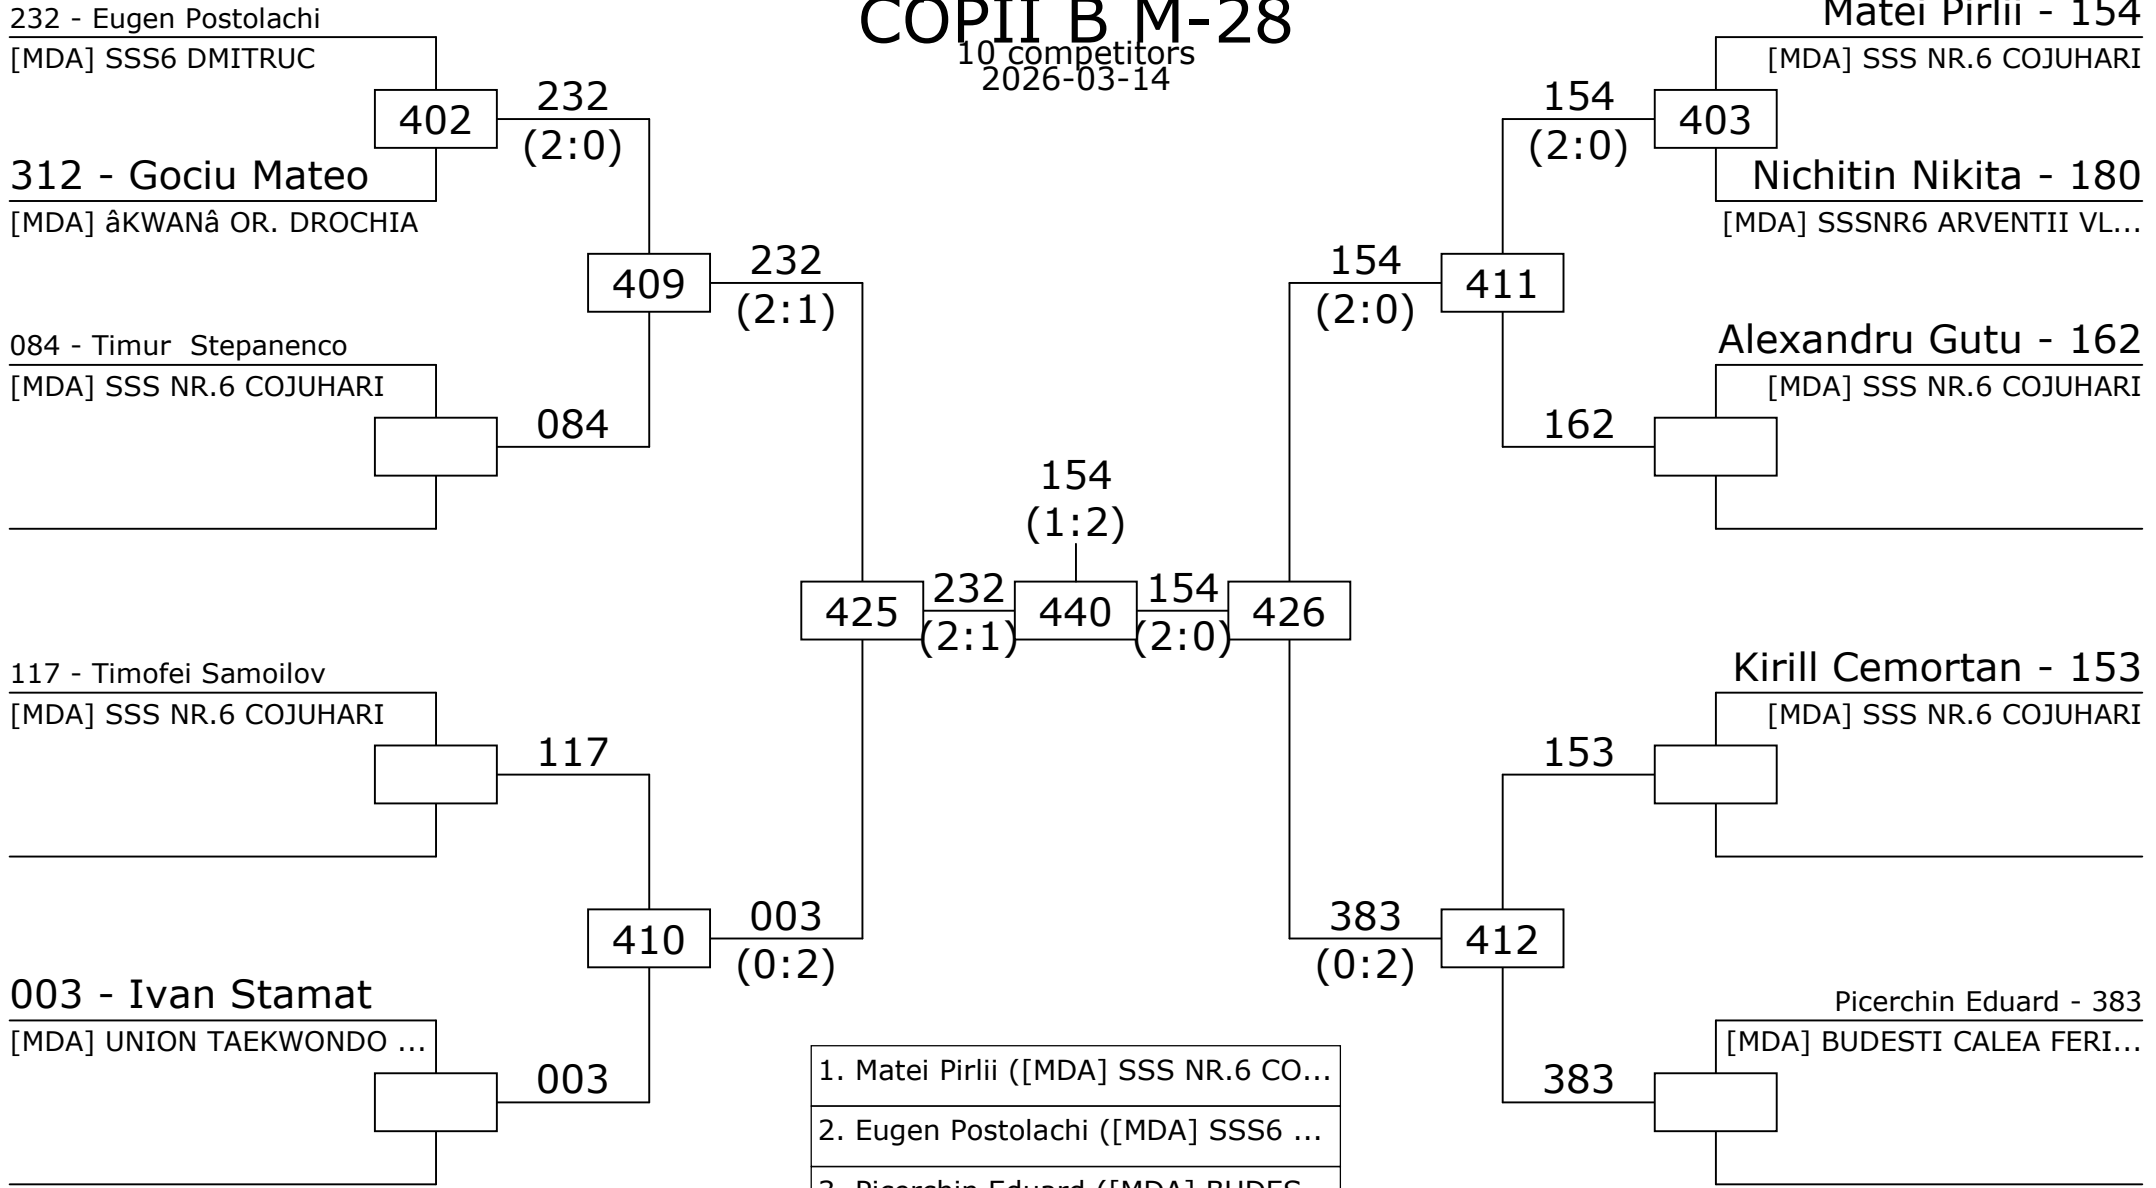 COPII B M-28
10 competitors
2026-03-14
232 - Eugen Postolachi
[MDA] SSS6 DMITRUC
402
232
(2:0)
312 - Gociu Mateo
[MDA] âKWANâ OR. DROCHIA
409
232
(2:1)
084 - Timur  Stepanenco
[MDA] SSS NR.6 COJUHARI
084
117 - Timofei Samoilov
[MDA] SSS NR.6 COJUHARI
117
410
003
(0:2)
003 - Ivan Stamat
[MDA] UNION TAEKWONDO ...
003
425
232
(2:1)
154
(1:2)
440
154
(2:0)
426
Matei Pirlii - 154
[MDA] SSS NR.6 COJUHARI
154
(2:0)
403
Nichitin Nikita - 180
[MDA] SSSNR6 ARVENTII VL...
154
(2:0)
411
Alexandru Gutu - 162
[MDA] SSS NR.6 COJUHARI
162
Kirill Cemortan - 153
[MDA] SSS NR.6 COJUHARI
153
383
(0:2)
412
Picerchin Eduard - 383
[MDA] BUDESTI CALEA FERI...
383
1. Matei Pirlii ([MDA] SSS NR.6 CO...
2. Eugen Postolachi ([MDA] SSS6 ...
3. Picerchin Eduard ([MDA] BUDES...